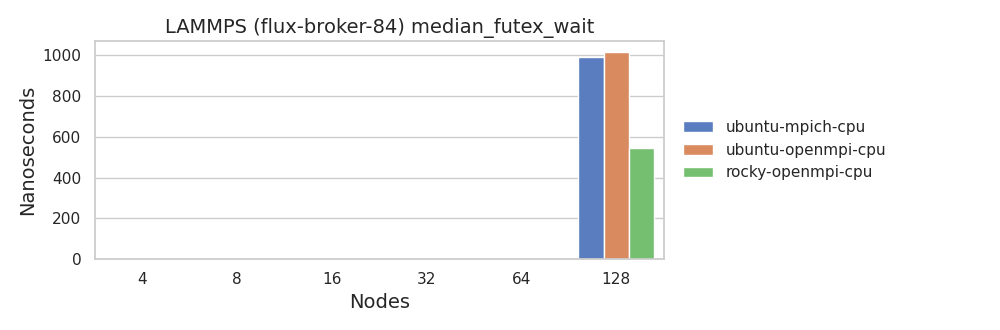 LAMMPS (flux-broker-84) median_futex_wait
Nanoseconds
1000
800
600
400
200
0
4 8 16 32 64 128
Nodes
ubuntu-mpich-cpu
ubuntu-openmpi-cpu
rocky-openmpi-cpu